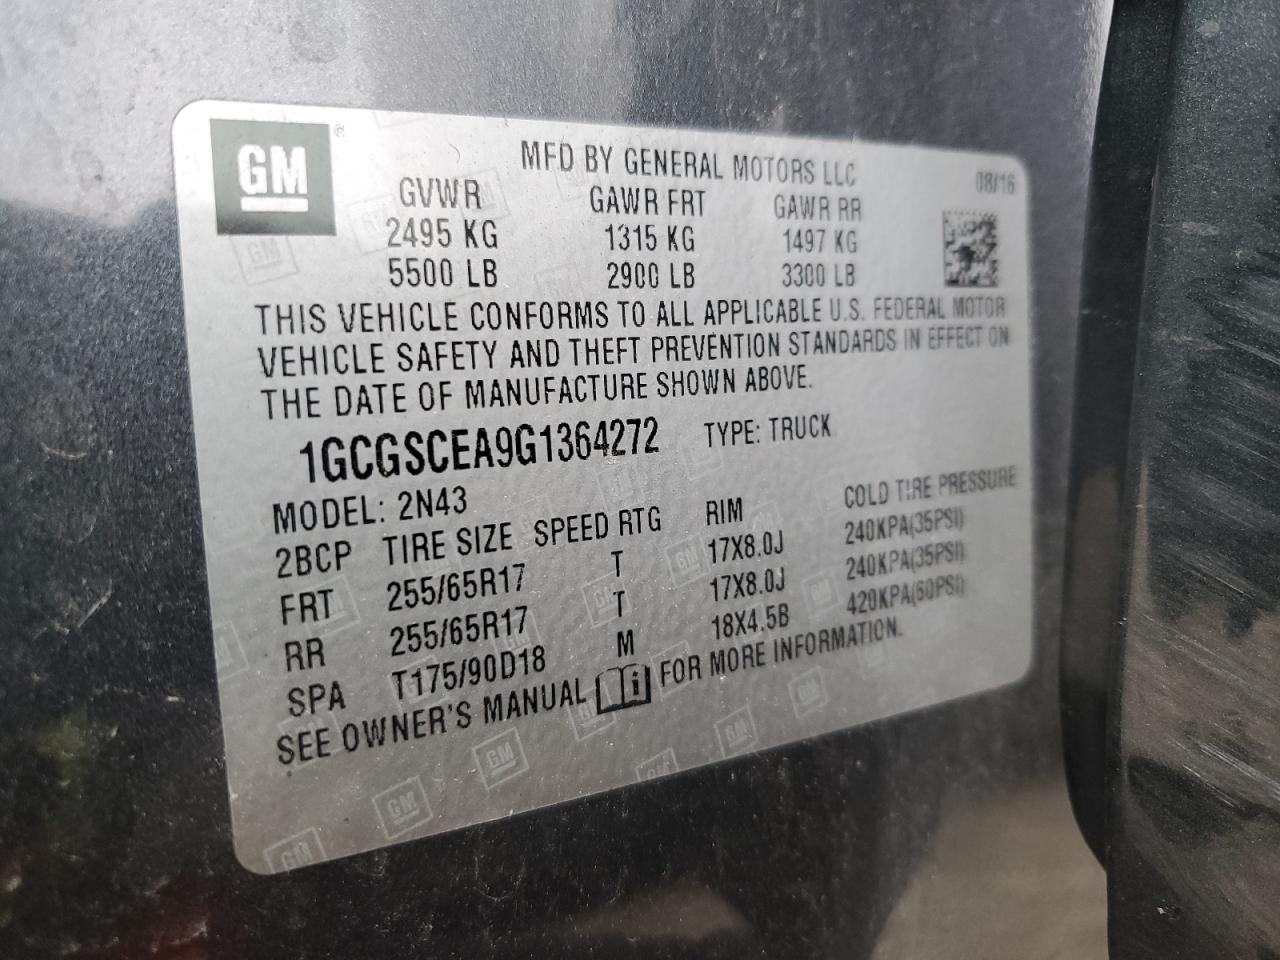 GM
MFD BY GENERAL MOTORS LLC
08/16
GVWR GAWR FRT GAWR RR
2495 KG 1315 KG 1497 KG
5500 LB 2900 LB 3300 LB
THIS VEHICLE CONFORMS TO ALL APPLICABLE U.S. FEDERAL MOTOR
VEHICLE SAFETY AND THEFT PREVENTION STANDARDS IN EFFECT ON
THE DATE OF MANUFACTURE SHOWN ABOVE.
1GCGSCEA9G1364272 TYPE: TRUCK
MODEL: 2N43
2BCP TIRE SIZE SPEED RTG RIM COLD TIRE PRESSURE
FRT 255/65R17 T 17X8.0J 240KPA(35PSI)
RR 255/65R17 T 17X8.0J 240KPA(35PSI)
SPA T175/90D18 M 18X4.5B 420KPA(60PSI)
SEE OWNER'S MANUAL i FOR MORE INFORMATION.